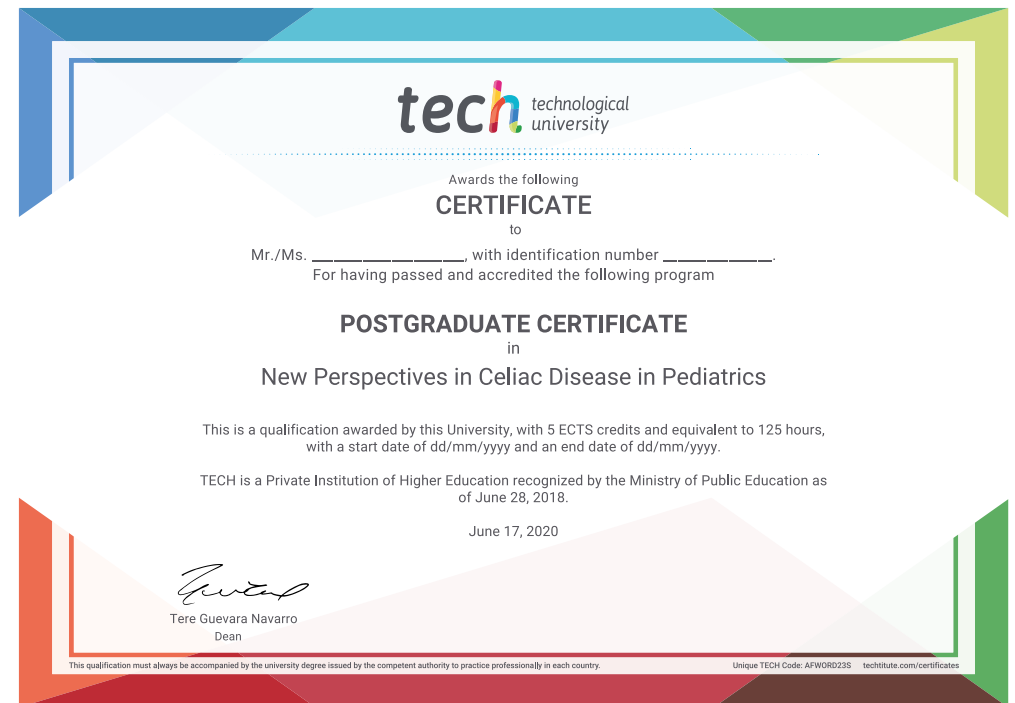 tech technological
university
Awards the following
CERTIFICATE
to
Mr./Ms. ____________________, with identification number ______________.
For having passed and accredited the following program
POSTGRADUATE CERTIFICATE
in
New Perspectives in Celiac Disease in Pediatrics
This is a qualification awarded by this University, with 5 ECTS credits and equivalent to 125 hours,
with a start date of dd/mm/yyyy and an end date of dd/mm/yyyy.
TECH is a Private Institution of Higher Education recognized by the Ministry of Public Education as
of June 28, 2018.
June 17, 2020
Tere Guevara Navarro
Dean
This qualification must always be accompanied by the university degree issued by the competent authority to practice professionally in each country.
Unique TECH Code: AFWORD23S techtitute.com/certificates